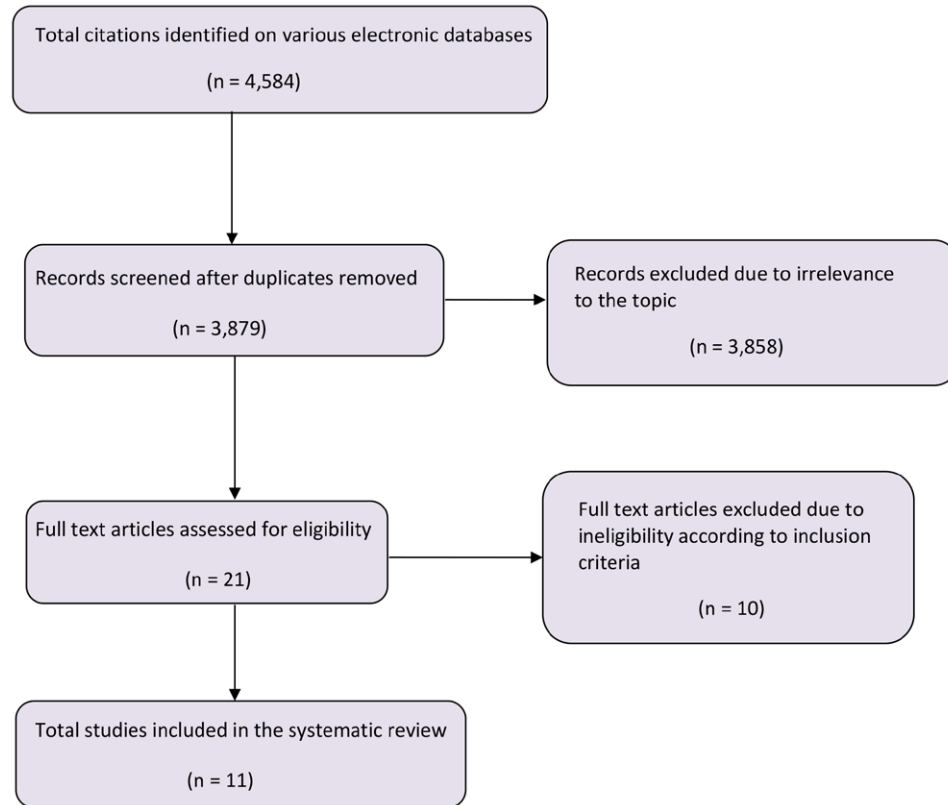 Total citations identified on various electronic databases
(n = 4,584)
Records screened after duplicates removed
(n = 3,879)
Records excluded due to irrelevance
to the topic
(n = 3,858)
Full text articles assessed for eligibility
(n = 21)
Full text articles excluded due to
ineligibility according to inclusion
criteria
(n = 10)
Total studies included in the systematic review
(n = 11)